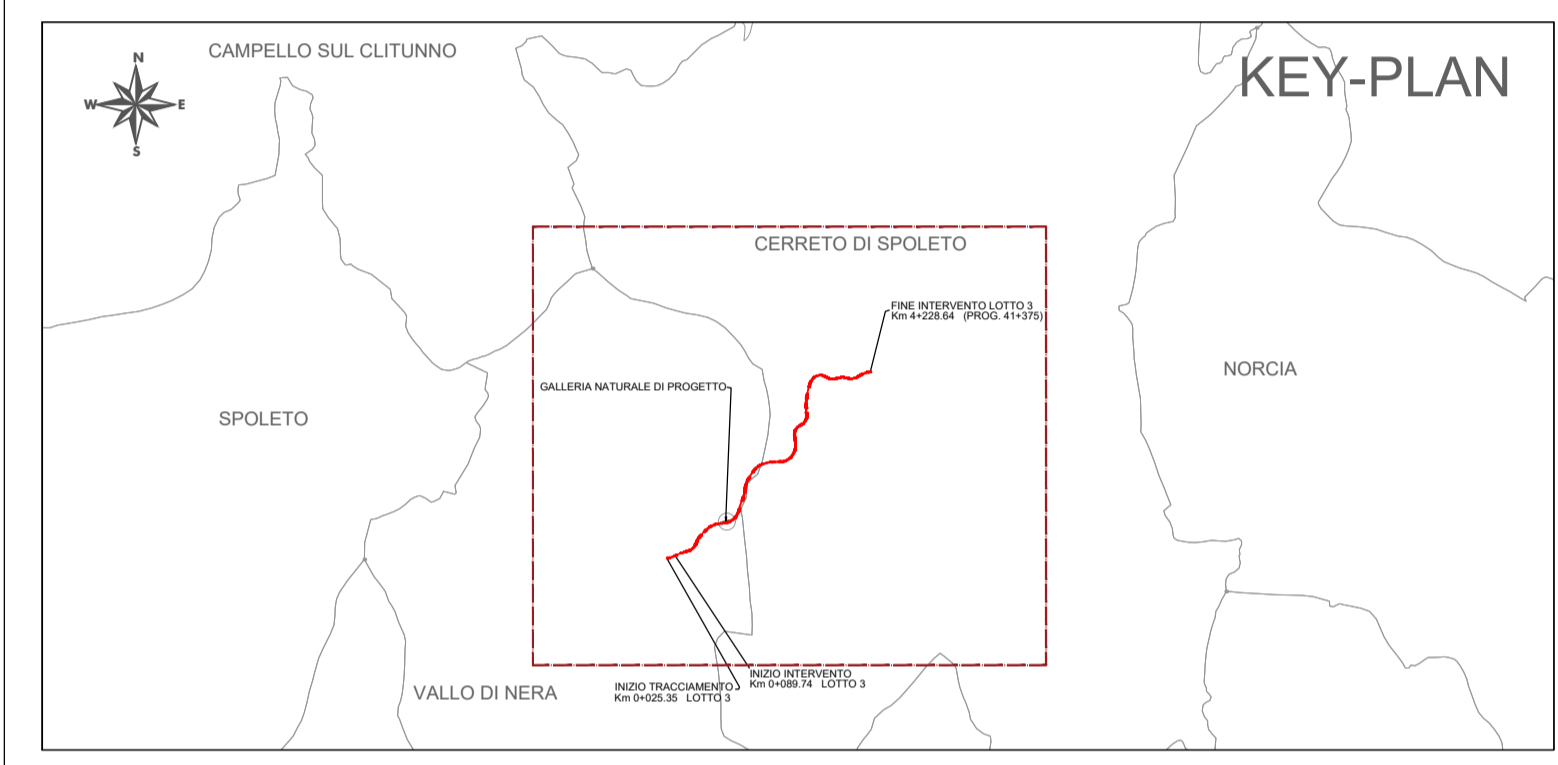 CAMPELLO SUL CLITUNNO
KEY-PLAN
N
W
E
S
CERRETO DI SPOLETO
FINE INTERVENTO LOTTO 3
Km 4+228.64 (PROG. 41+375)
NORCIA
GALLERIA NATURALE DI PROGETTO
SPOLETO
INIZIO INTERVENTO
Km 0+089.74 LOTTO 3
INIZIO TRACCIAMENTO
Km 0+025.35 LOTTO 3
VALLO DI NERA